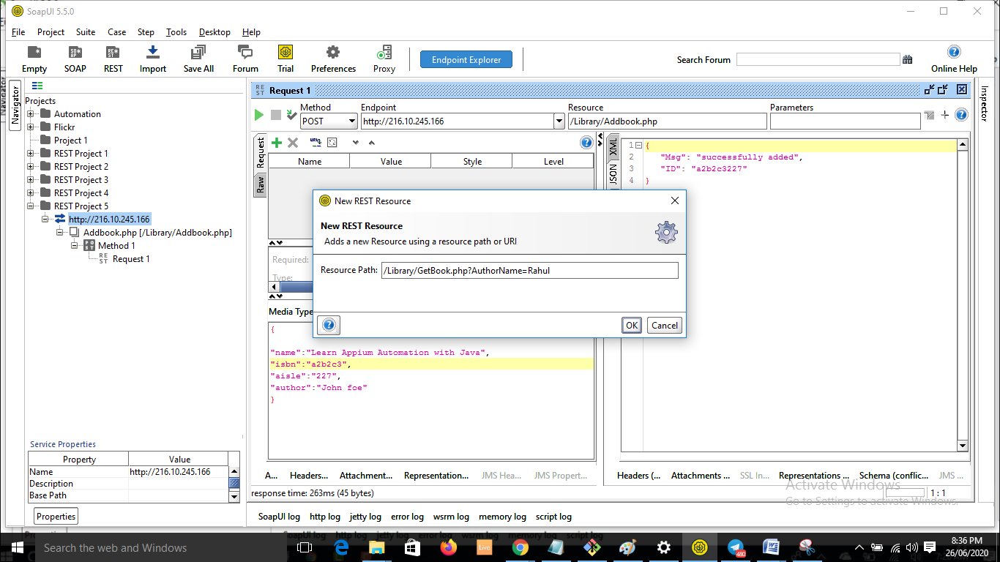 SoapUI 5.5.0
File Project Suite Case Step Tools Desktop Help
Empty SOAP REST Import Save All Forum Trial Preferences Proxy Endpoint Explorer Search Forum Online Help
Navigator
Projects
Automation
Flickr
Project 1
REST Project 1
REST Project 2
REST Project 3
REST Project 4
REST Project 5
http://216.10.245.166
Addbook.php [/Library/Addbook.php]
Method 1
Request 1
Service Properties
Property Value
Name http://216.10.245.166
Description
Base Path
Properties
Request 1
Method Endpoint Resource Parameters
POST http://216.10.245.166 /Library/Addbook.php
Inspector
Request
Raw
Name Value Style Level
Required:
Type:
Media Type
{
"name":"Learn Appium Automation with Java",
"isbn":"a2b2c3",
"aisle":"227",
"author":"John foe"
}
XML
JSON
1 {
2 "Msg": "successfully added",
3 "ID": "a2b2c3227"
4 }
New REST Resource
New REST Resource
Adds a new Resource using a resource path or URI
Resource Path: /Library/GetBook.php?AuthorName=Rahul
OK Cancel
A... Headers... Attachment... Representation... JMS Hea... JMS Propert...
Headers (... Attachments ... SSL In... Representations ... Schema (conflic... JMS ...
response time: 263ms (45 bytes) 1 : 1
Activate Windows
Go to Settings to activate Windows.
SoapUI log http log jetty log error log wsrm log memory log script log
Search the web and Windows
Live
480
8:36 PM
26/06/2020